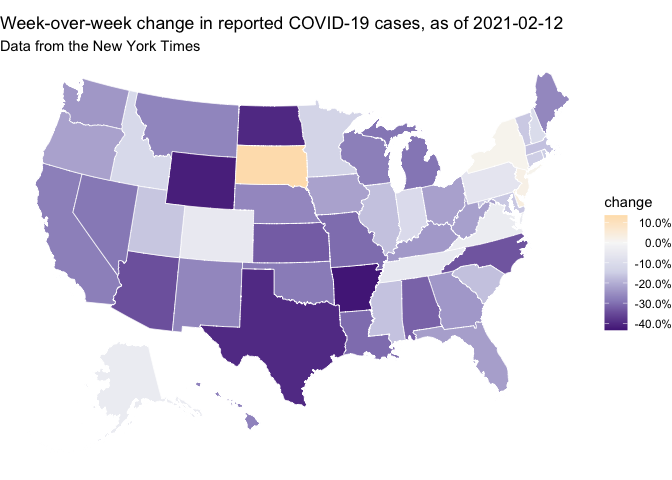 Week-over-week change in reported COVID-19 cases, as of 2021-02-12
Data from the New York Times
change
10.0%
0.0%
-10.0%
-20.0%
-30.0%
-40.0%